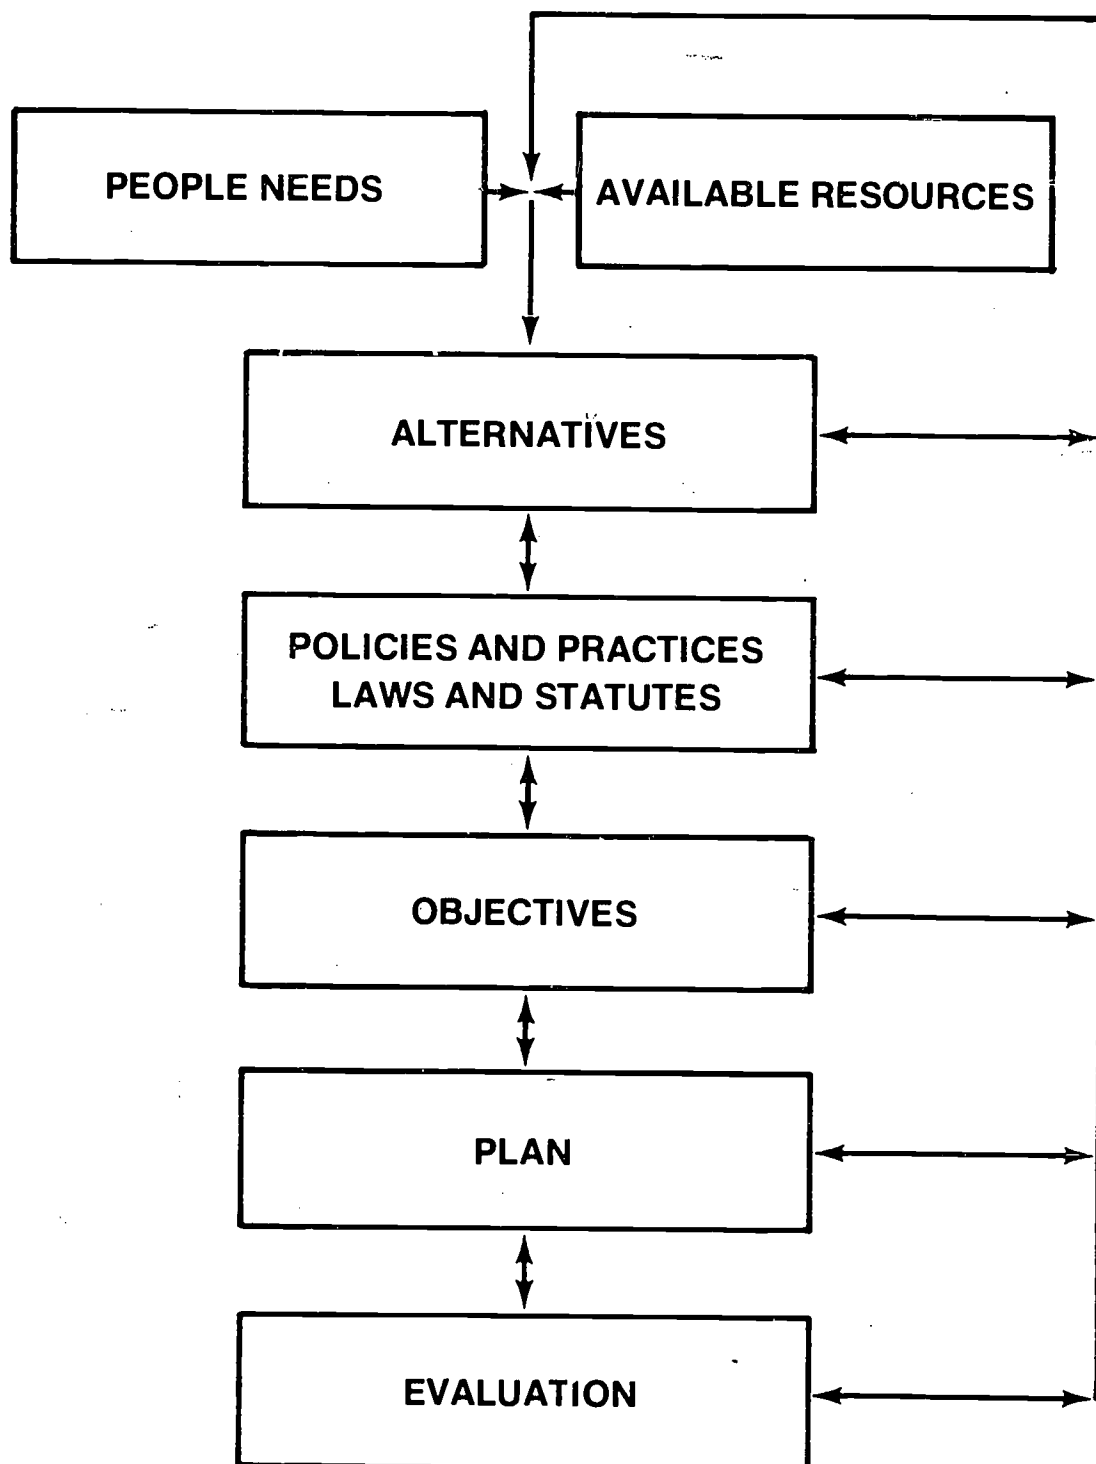 PEOPLE NEEDS
AVAILABLE RESOURCES
ALTERNATIVES
POLICIES AND PRACTICES
LAWS AND STATUTES
OBJECTIVES
PLAN
EVALUATION